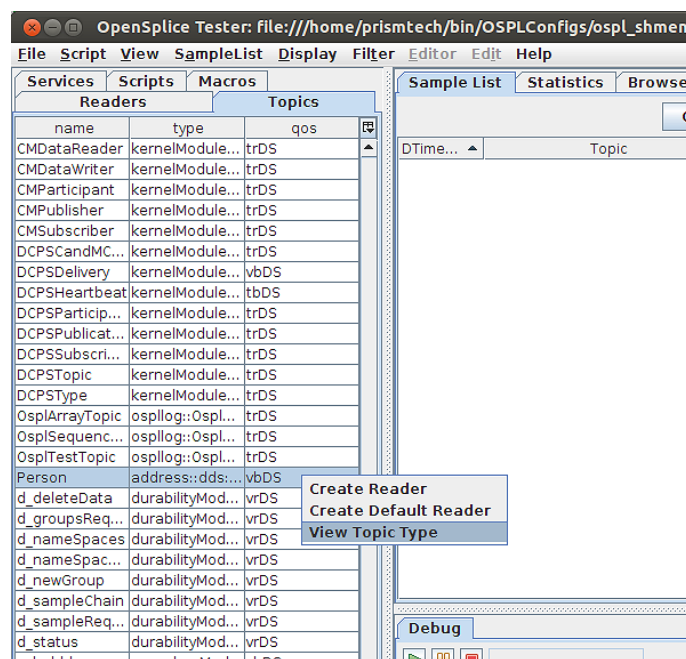 OpenSplice Tester: file:///home/prismtech/bin/OSPLConfigs/ospl_shmem
File Script View SampleList Display Filter Editor Edit Help
Services Scripts Macros
Readers Topics
Sample List Statistics Browse
name type qos
DTime... Topic
CMDataReader kernelModule... trDS
CMDataWriter kernelModule... trDS
CMParticipant kernelModule... trDS
CMPublisher kernelModule... trDS
CMSubscriber kernelModule... trDS
DCPSCandMC... kernelModule... trDS
DCPSDelivery kernelModule... vbDS
DCPSHeartbeat kernelModule... tbDS
DCPSParticip... kernelModule... trDS
DCPSPublicat... kernelModule... trDS
DCPSSubscri... kernelModule... trDS
DCPSTopic kernelModule... trDS
DCPSType kernelModule... trDS
OsplArrayTopic ospllog::Ospl... trDS
OsplSequenc... ospllog::Ospl... trDS
OsplTestTopic ospllog::Ospl... trDS
Person address::dds:... vbDS
d_deleteData durabilityMod... vrDS
d_groupsReq... durabilityMod... vrDS
d_nameSpaces durabilityMod... vrDS
d_nameSpac... durabilityMod... vrDS
d_newGroup durabilityMod... vrDS
d_sampleChain durabilityMod... vrDS
d_sampleReq... durabilityMod... vrDS
d_status durabilityMod... vrDS
Create Reader
Create Default Reader
View Topic Type
Debug